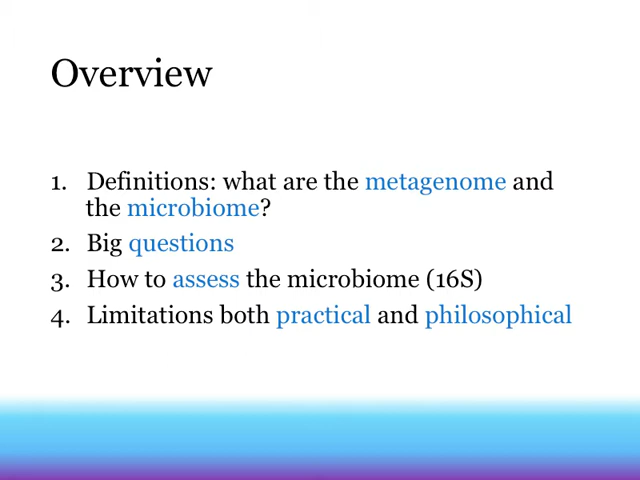 Overview
1. Definitions: what are the metagenome and
the microbiome?
2. Big questions
3. How to assess the microbiome (16S)
4. Limitations both practical and philosophical